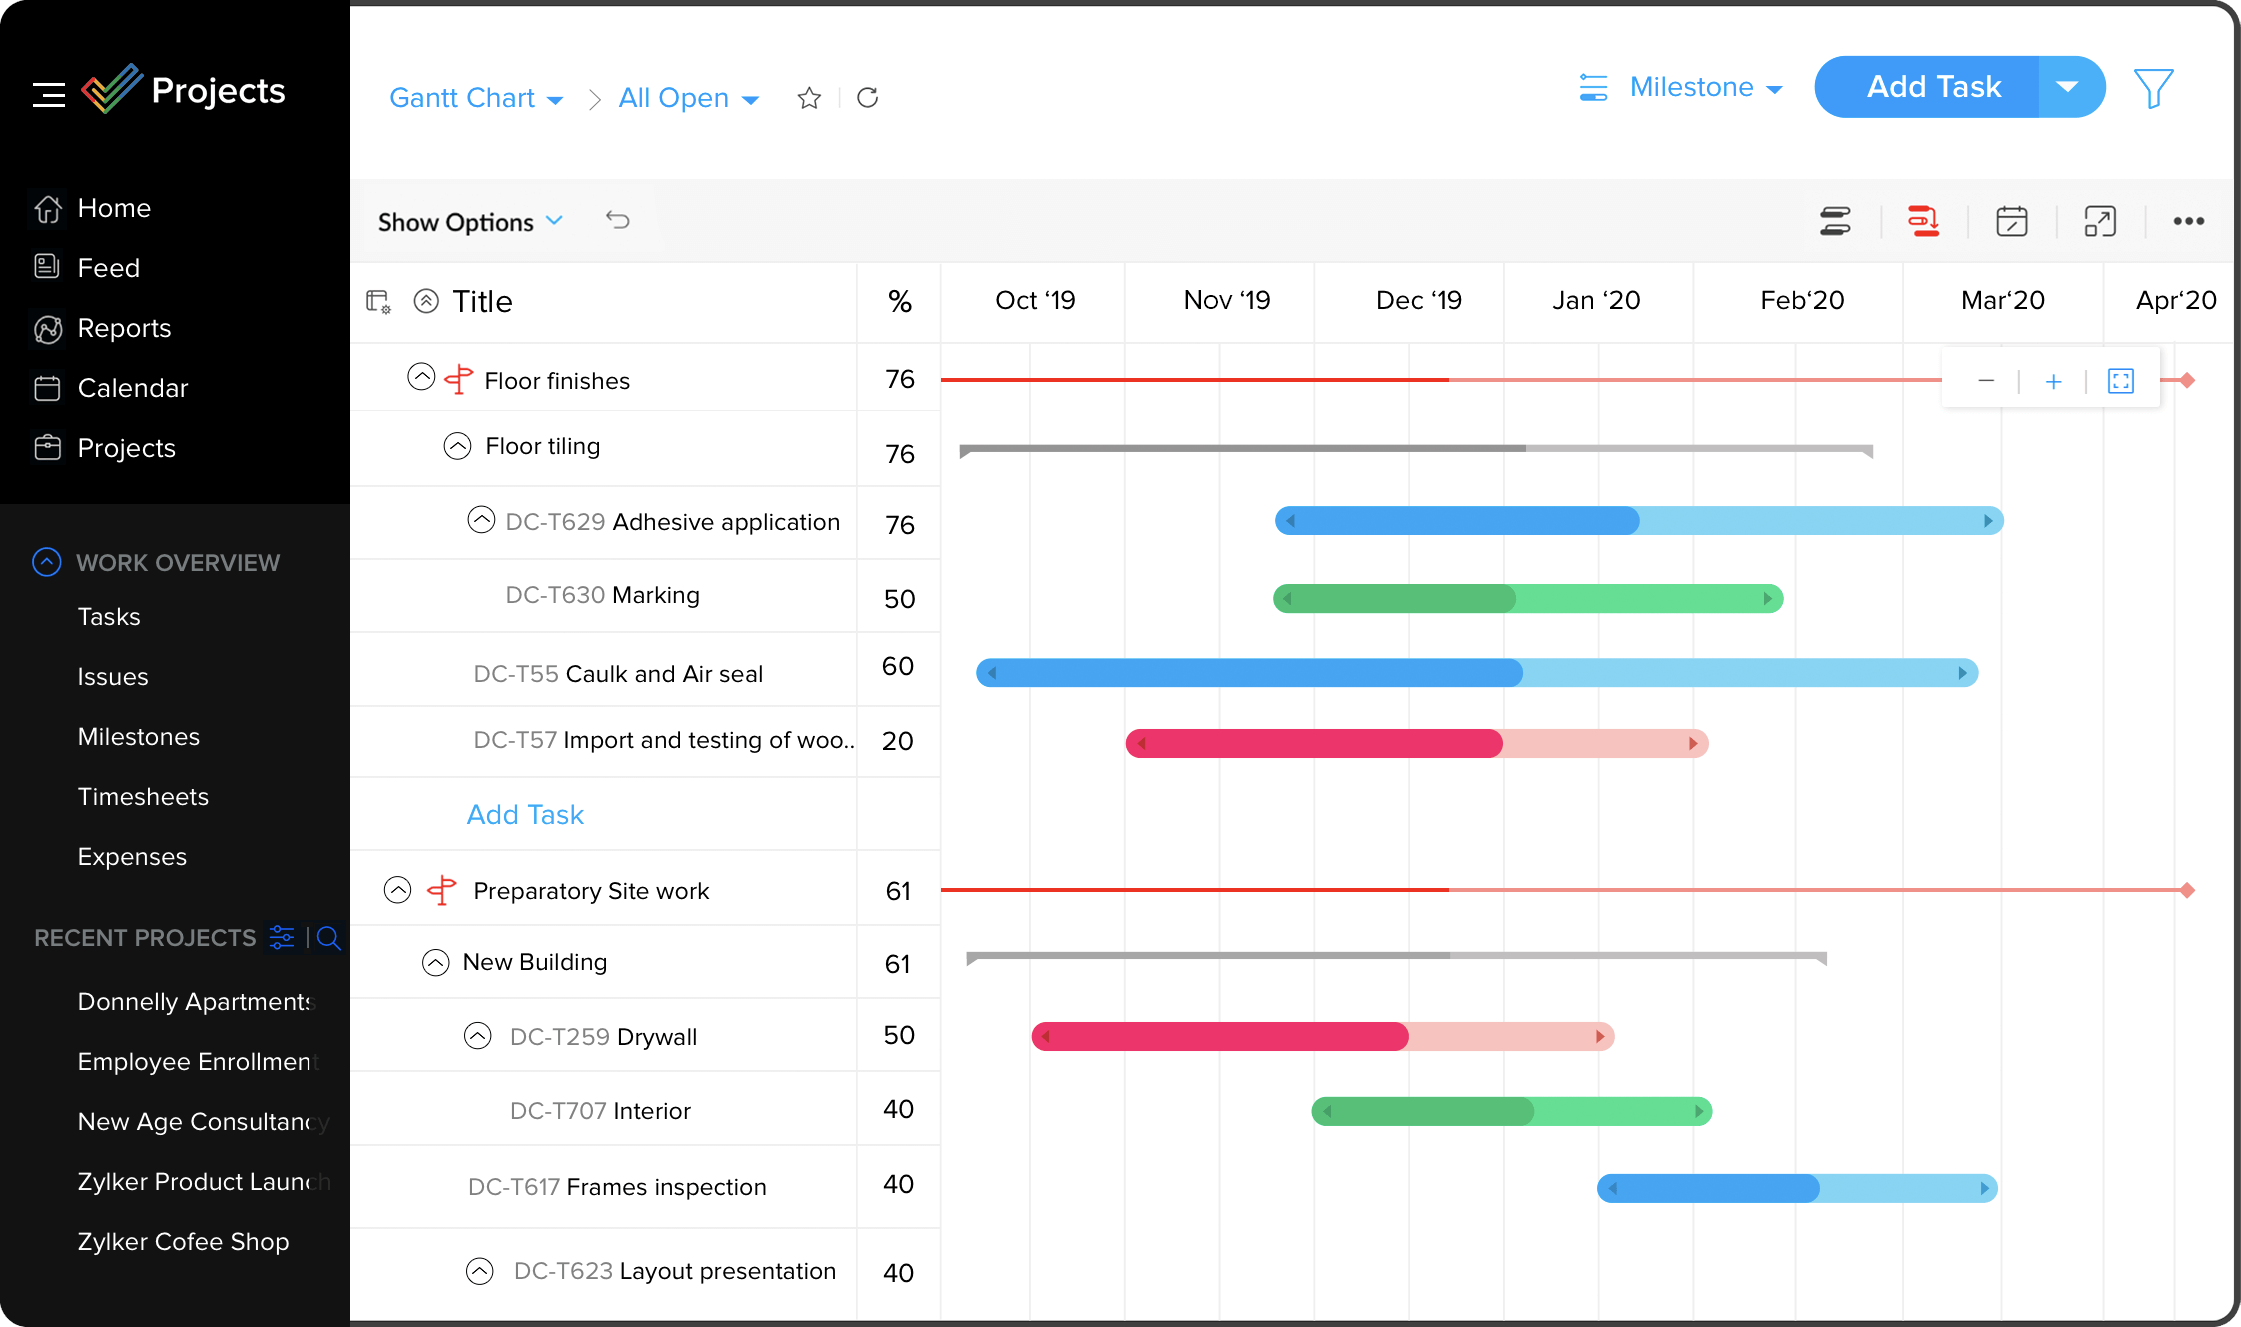 Projects
Home
Feed
Reports
Calendar
Projects
WORK OVERVIEW
Tasks
Issues
Milestones
Timesheets
Expenses
RECENT PROJECTS
Donnelly Apartments
Employee Enrollment
New Age Consultancy
Zylker Product Launch
Zylker Cofee Shop
Gantt Chart All Open Milestone Add Task
Show Options
Title % Oct ‘19 Nov ‘19 Dec ‘19 Jan ‘20 Feb‘20 Mar‘20 Apr‘20
Floor finishes 76
Floor tiling 76
DC-T629 Adhesive application 76
DC-T630 Marking 50
DC-T55 Caulk and Air seal 60
DC-T57 Import and testing of woo.. 20
Add Task
Preparatory Site work 61
New Building 61
DC-T259 Drywall 50
DC-T707 Interior 40
DC-T617 Frames inspection 40
DC-T623 Layout presentation 40